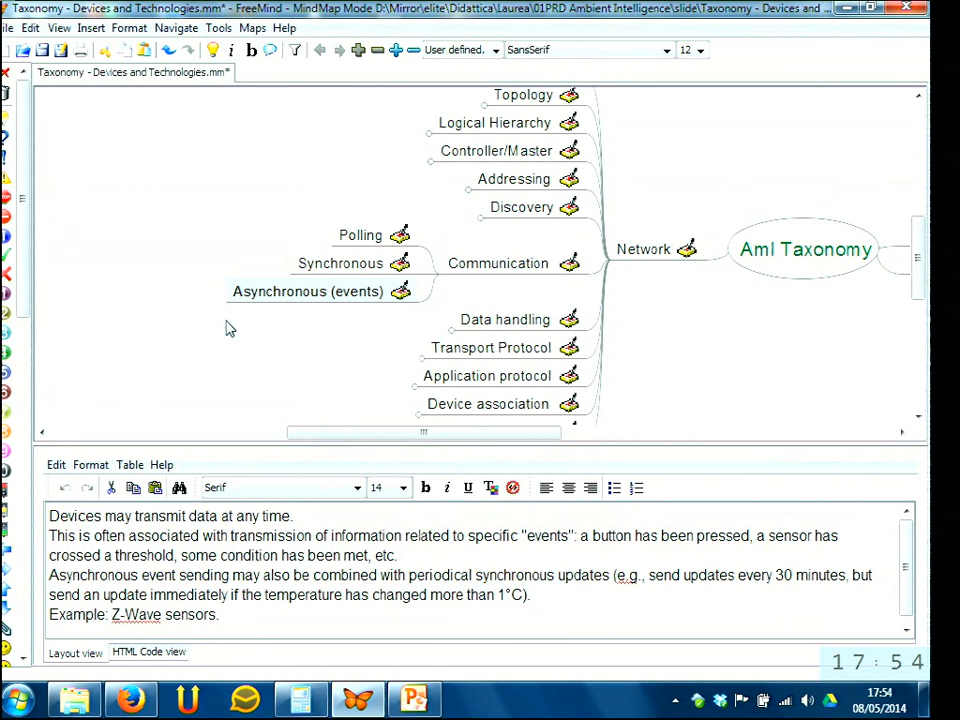 Taxonomy - Devices and Technologies.mm* - FreeMind - MindMap Mode D:\Mirror\elite\Didattica\Laurea\01PRD Ambient Intelligence\slide\Taxonomy - Devices and ...
File Edit View Insert Format Navigate Tools Maps Help
User defined. SansSerif 12
Taxonomy - Devices and Technologies.mm*
Topology
Logical Hierarchy
Controller/Master
Addressing
Discovery
Polling
Network
AmI Taxonomy
Synchronous
Communication
Asynchronous (events)
Data handling
Transport Protocol
Application protocol
Device association
Edit Format Table Help
Serif 14
Devices may transmit data at any time.
This is often associated with transmission of information related to specific "events": a button has been pressed, a sensor has
crossed a threshold, some condition has been met, etc.
Asynchronous event sending may also be combined with periodical synchronous updates (e.g., send updates every 30 minutes, but
send an update immediately if the temperature has changed more than 1°C).
Example: Z-Wave sensors.
Layout view HTML Code view
17:54
17:54
08/05/2014